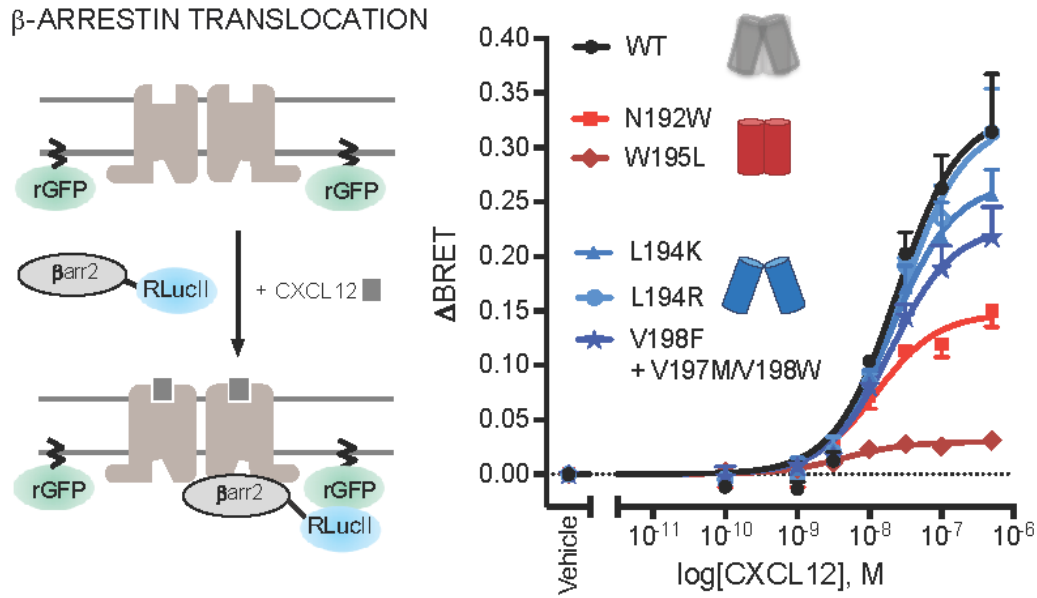 β-ARRESTIN TRANSLOCATION
rGFP
rGFP
βarr2
RLucII
+ CXCL12
rGFP
rGFP
βarr2
RLucII
ΔBRET
0.40
0.35
0.30
0.25
0.20
0.15
0.10
0.05
0.00
WT
N192W
W195L
L194K
L194R
V198F
+ V197M/V198W
Vehicle
10⁻¹¹
10⁻¹⁰
10⁻⁹
10⁻⁸
10⁻⁷
10⁻⁶
log[CXCL12], M